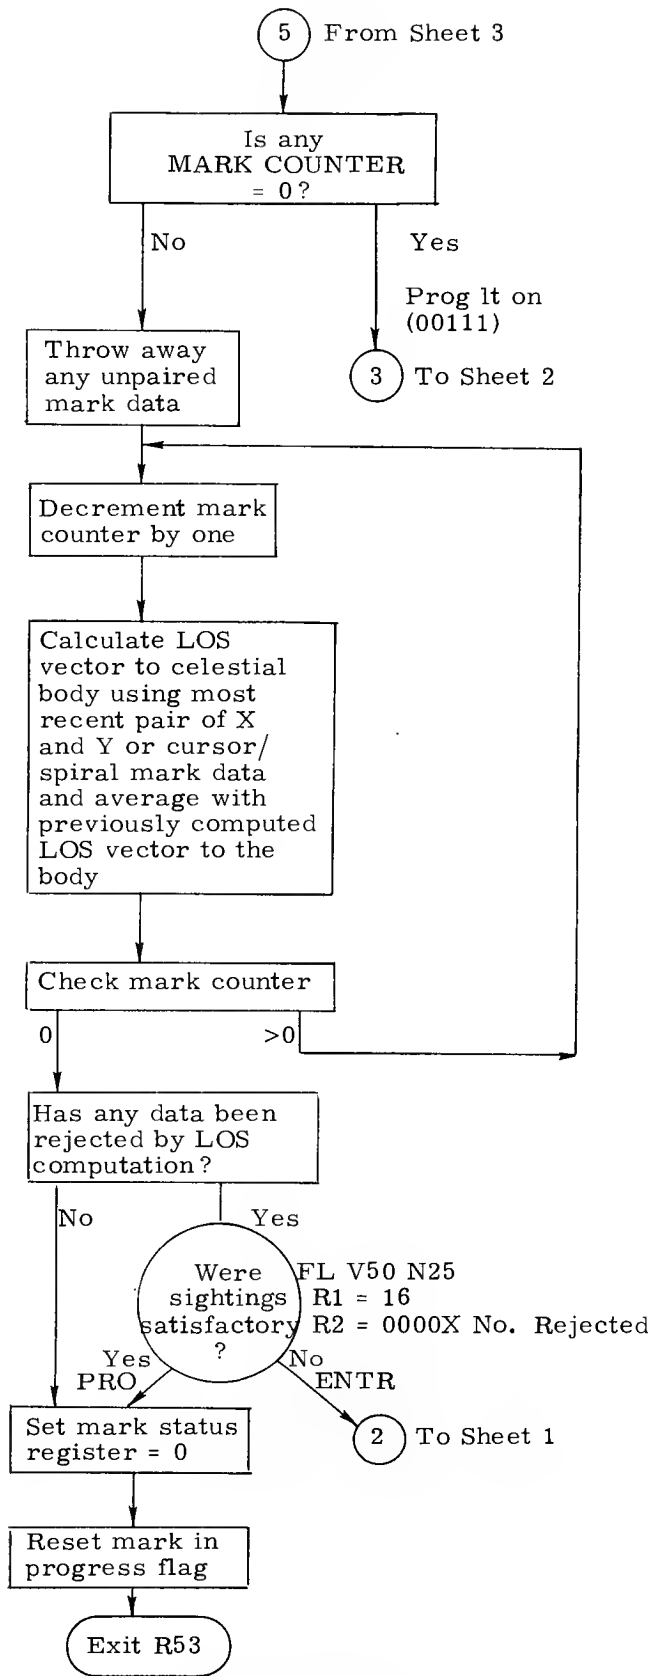 5 From Sheet 3
Is any
MARK COUNTER
= 0?
No
Yes
Prog lt on
(00111)
Throw away
any unpaired
mark data
3 To Sheet 2
Decrement mark
counter by one
Calculate LOS
vector to celestial
body using most
recent pair of X
and Y or cursor/
spiral mark data
and average with
previously computed
LOS vector to the
body
Check mark counter
0
>0
Has any data been
rejected by LOS
computation?
No
Yes
Were
sightings
satisfactory
?
FL V50 N25
R1 = 16
R2 = 0000X No. Rejected
Yes
PRO
No
ENTR
Set mark status
register = 0
2 To Sheet 1
Reset mark in
progress flag
Exit R53